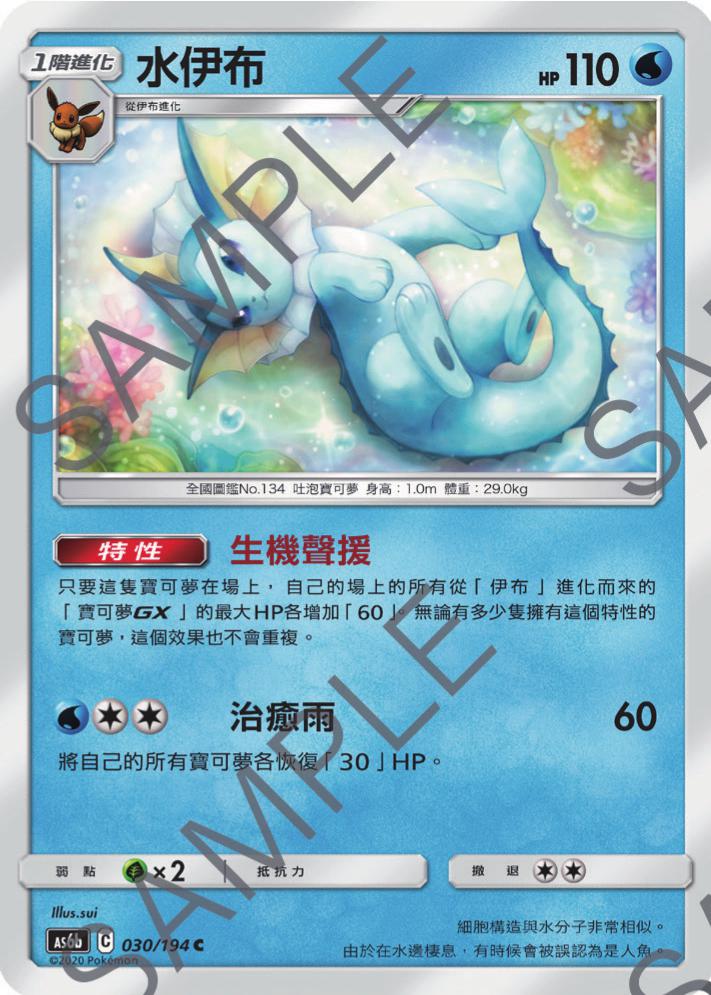 1階進化 水伊布 HP 110
從伊布進化
SAMPLE
SAMPLE
全國圖鑑No.134 吐泡寶可夢 身高：1.0m 體重：29.0kg
特性 生機聲援
只要這隻寶可夢在場上，自己的場上的所有從「伊布」進化而來的
「寶可夢GX」的最大HP各增加「60」。無論有多少隻擁有這個特性的
寶可夢，這個效果也不會重複。
治癒雨 60
將自己的所有寶可夢各恢復「30」HP。
SAMPLE
弱點 ×2 抵抗力 撤退
Illus.sui
AS6b C 030/194 C
©2020 Pokémon
細胞構造與水分子非常相似。
由於在水邊棲息，有時候會被誤認為是人魚。